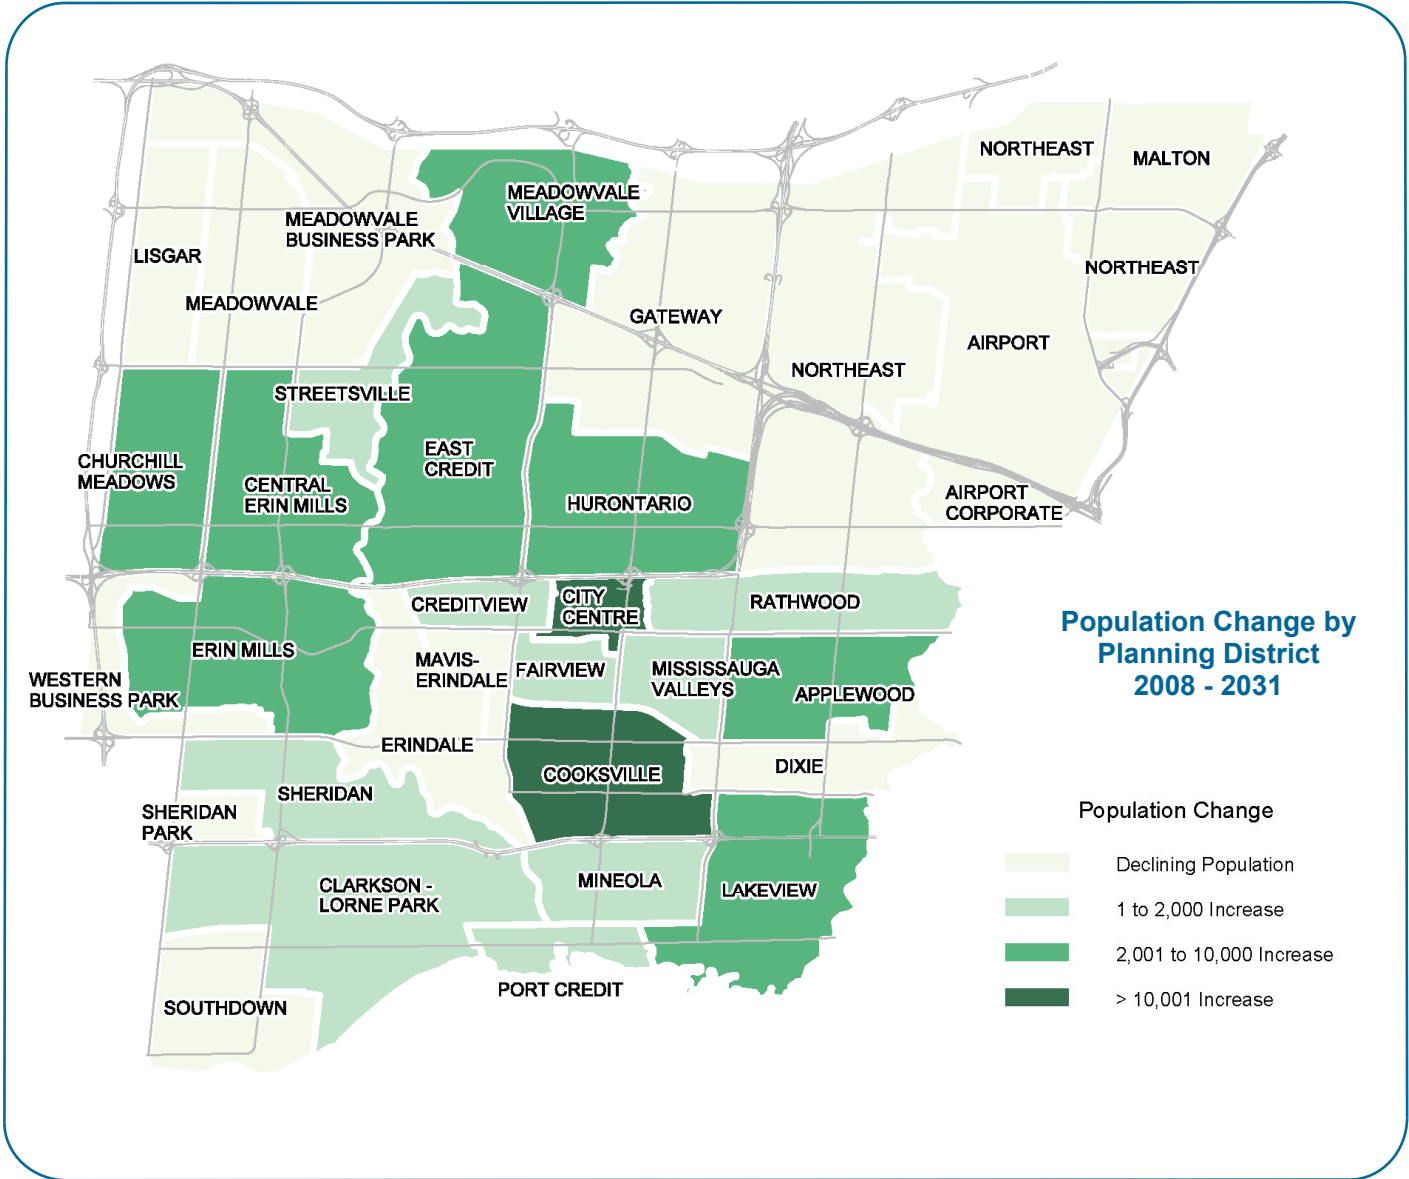 NORTHEAST
MALTON
MEADOWVALE
VILLAGE
MEADOWVALE
BUSINESS PARK
LISGAR
NORTHEAST
MEADOWVALE
GATEWAY
AIRPORT
NORTHEAST
STREETSVILLE
EAST
CREDIT
CHURCHILL
MEADOWS
CENTRAL
ERIN MILLS
HURONTARIO
AIRPORT
CORPORATE
CREDITVIEW
CITY
CENTRE
RATHWOOD
Population Change by
Planning District
2008 - 2031
ERIN MILLS
MAVIS-
ERINDALE
FAIRVIEW
MISSISSAUGA
VALLEYS
WESTERN
BUSINESS PARK
APPLEWOOD
ERINDALE
COOKSVILLE
DIXIE
SHERIDAN
SHERIDAN
PARK
Population Change
Declining Population
1 to 2,000 Increase
2,001 to 10,000 Increase
> 10,001 Increase
CLARKSON -
LORNE PARK
MINEOLA
LAKEVIEW
PORT CREDIT
SOUTHDOWN